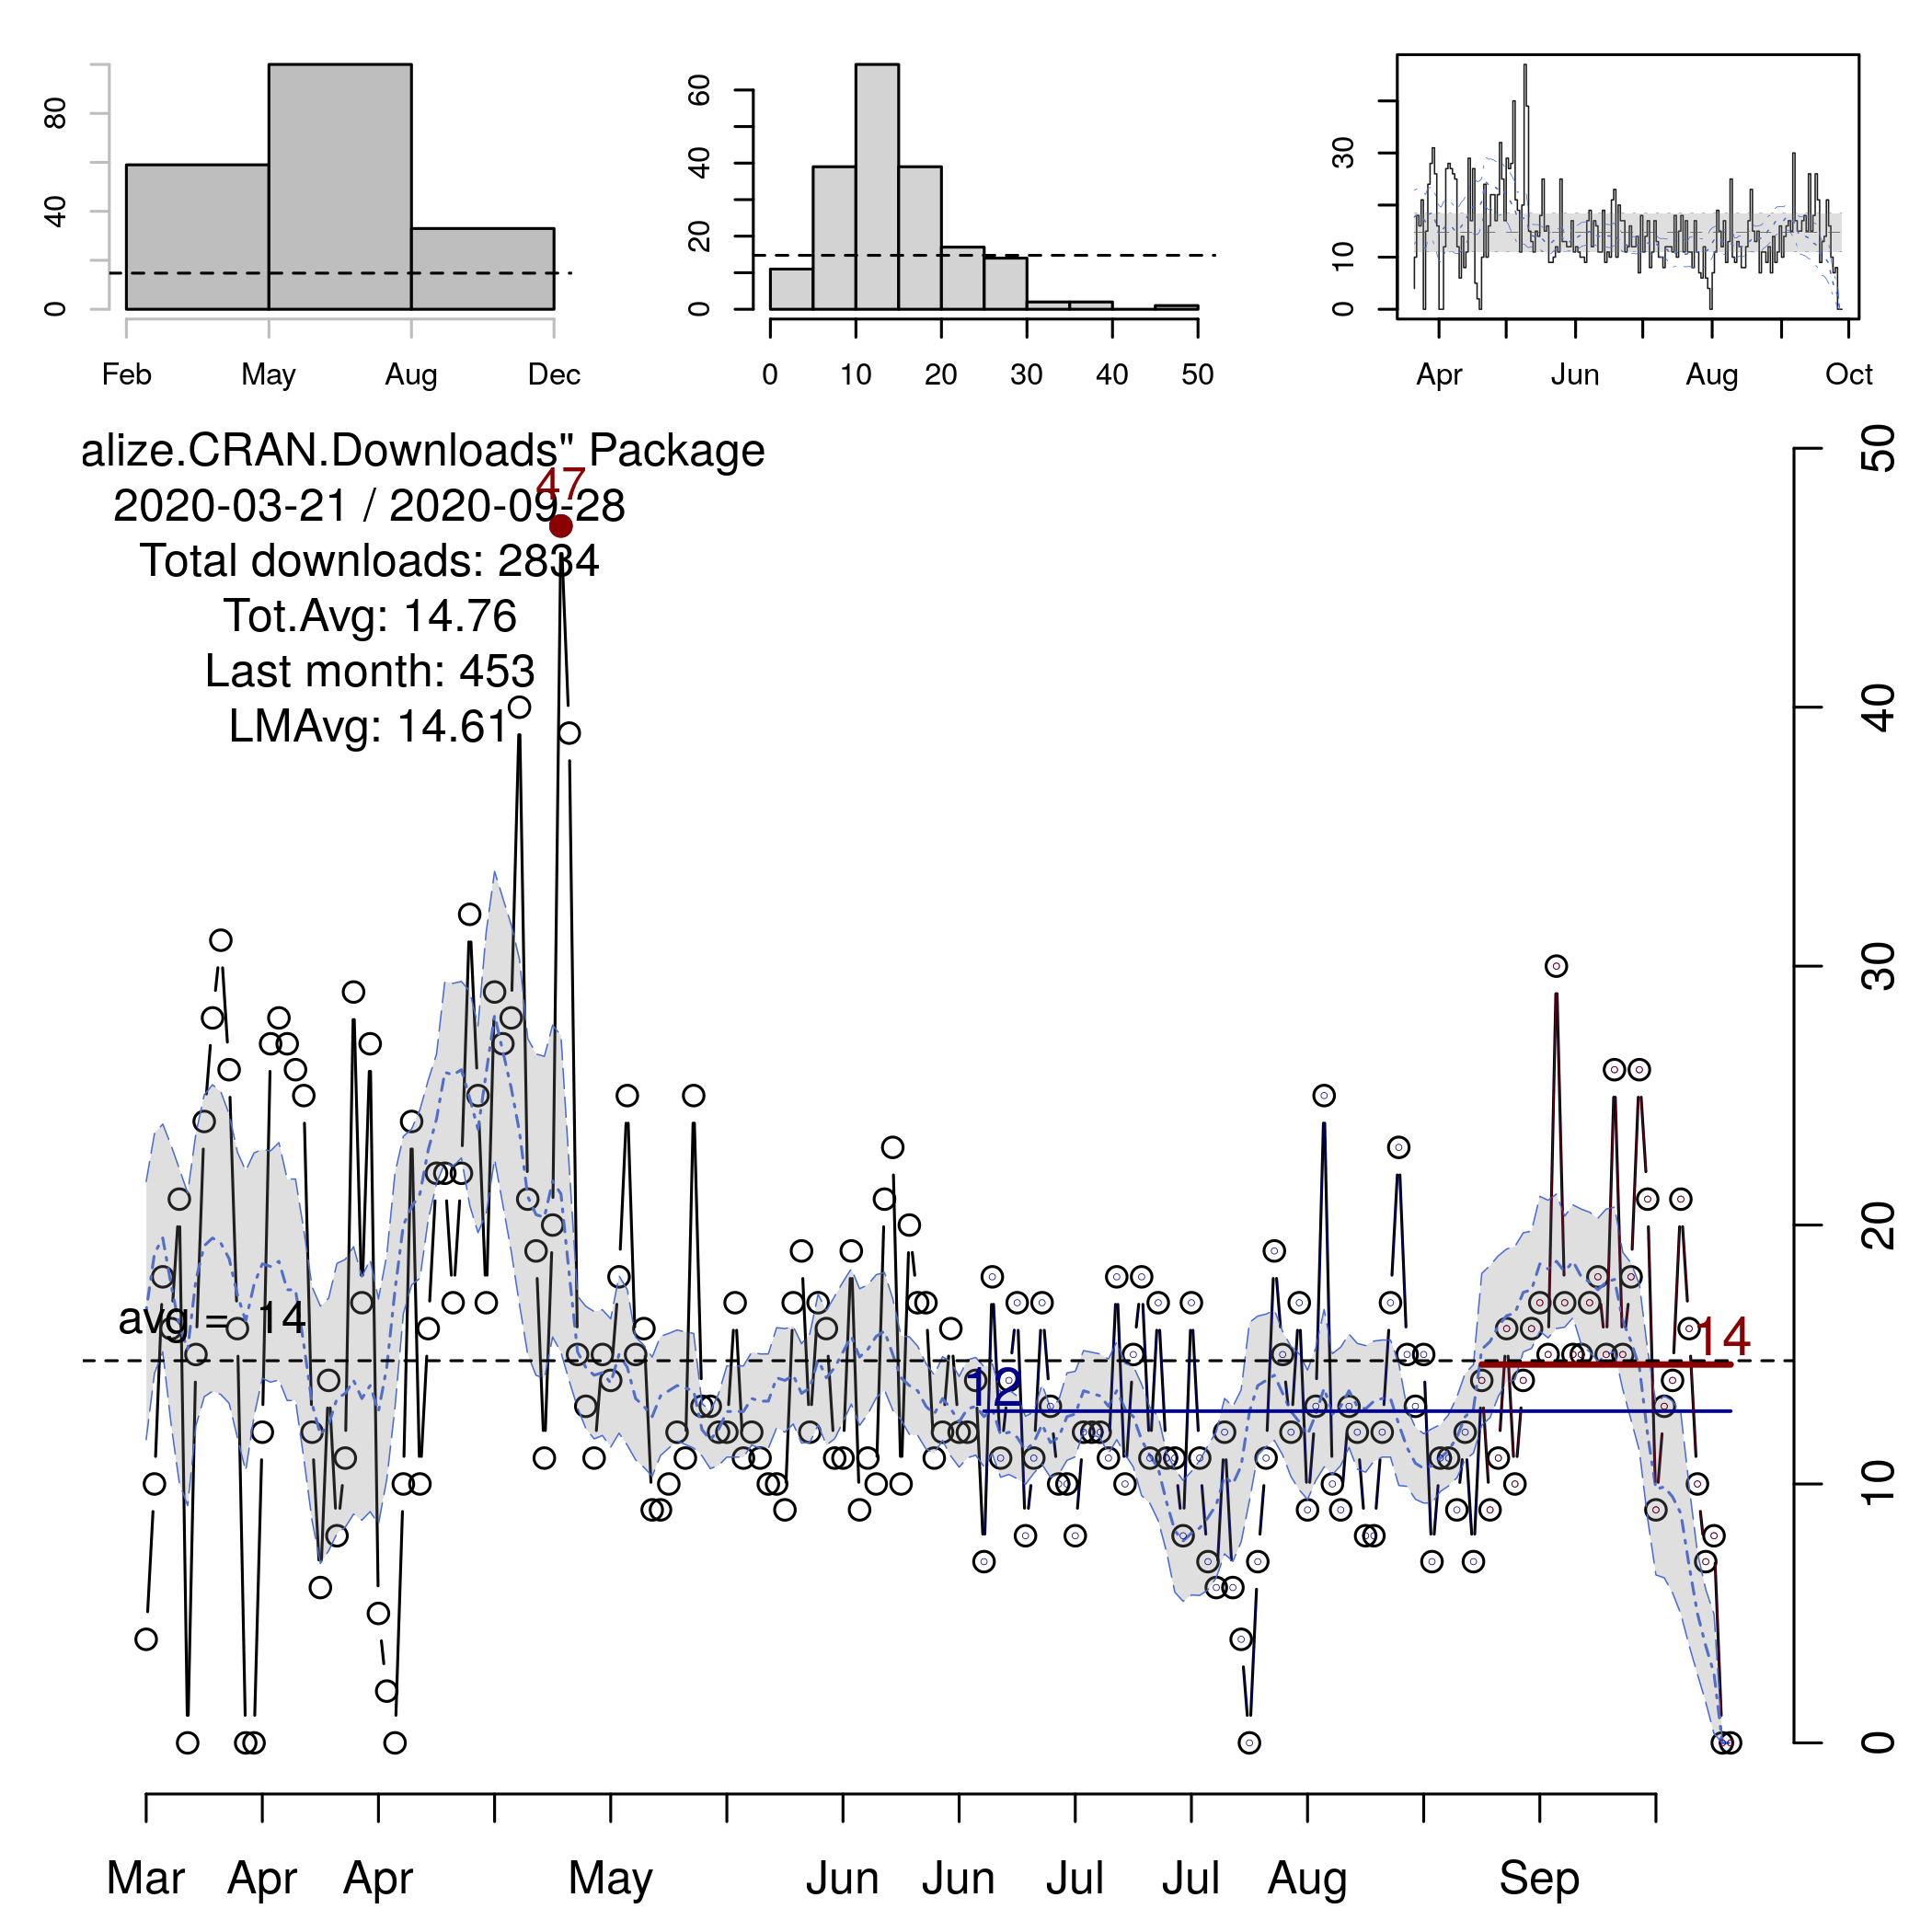 80
40
0
Feb May Aug Dec
60
40
20
0
0 10 20 30 40 50
30
10
0
Apr Jun Aug Oct
alize.CRAN.Downloads" Package
47
2020-03-21 / 2020-09-28
Total downloads: 2834
Tot.Avg: 14.76
Last month: 453
LMAvg: 14.61
avg = 14
12
14
50
40
30
20
10
0
Mar Apr Apr May Jun Jun Jul Jul Aug Sep